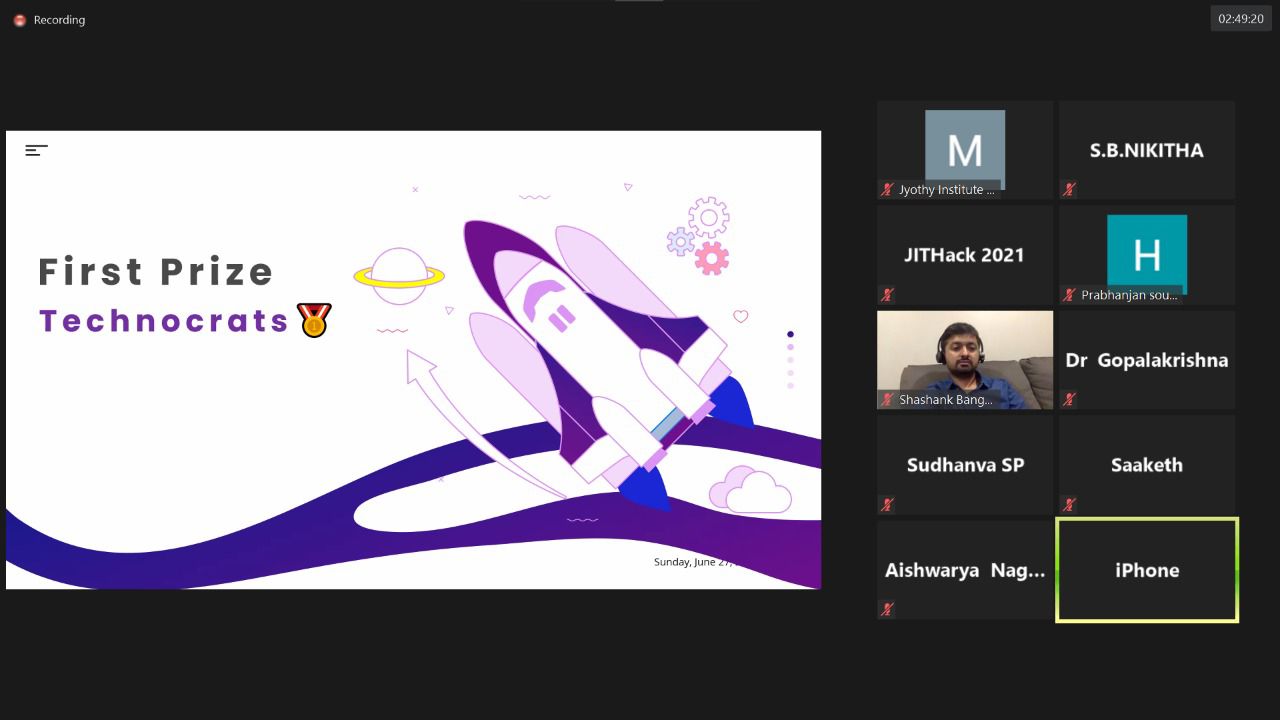 Recording
02:49:20
First Prize
Technocrats
Sunday, June 27,
M
Jyothy Institute ...
S.B.NIKITHA
JITHack 2021
H
Prabhanjan sou...
Shashank Bang...
Dr Gopalakrishna
Sudhanva SP
Saaketh
Aishwarya Nag...
iPhone